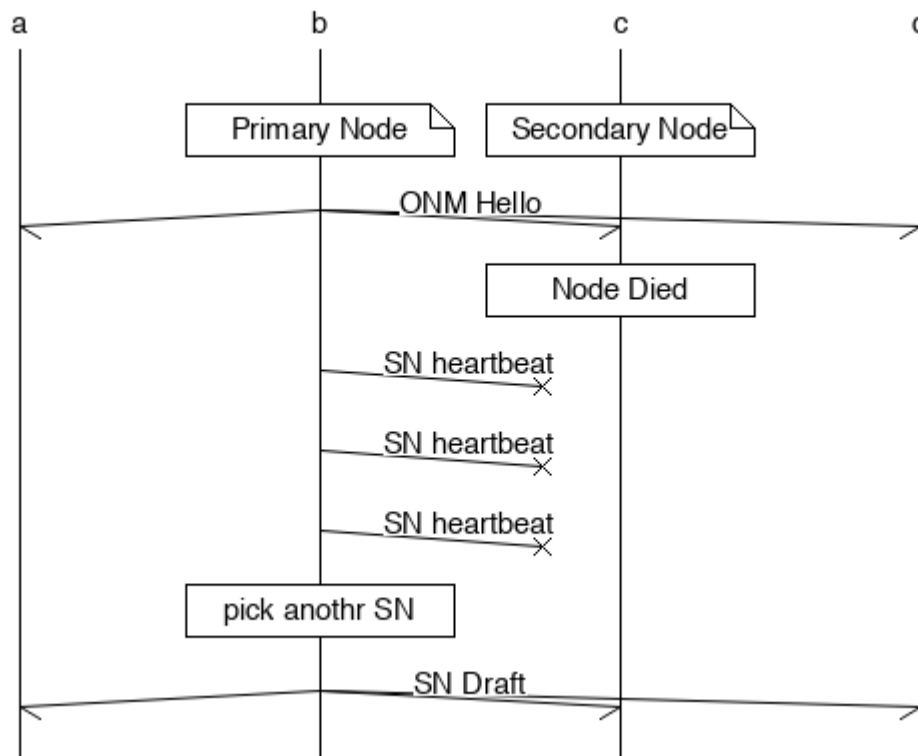 a b c
Primary Node Secondary Node
ONM Hello
Node Died
SN heartbeat
SN heartbeat
SN heartbeat
pick anothr SN
SN Draft